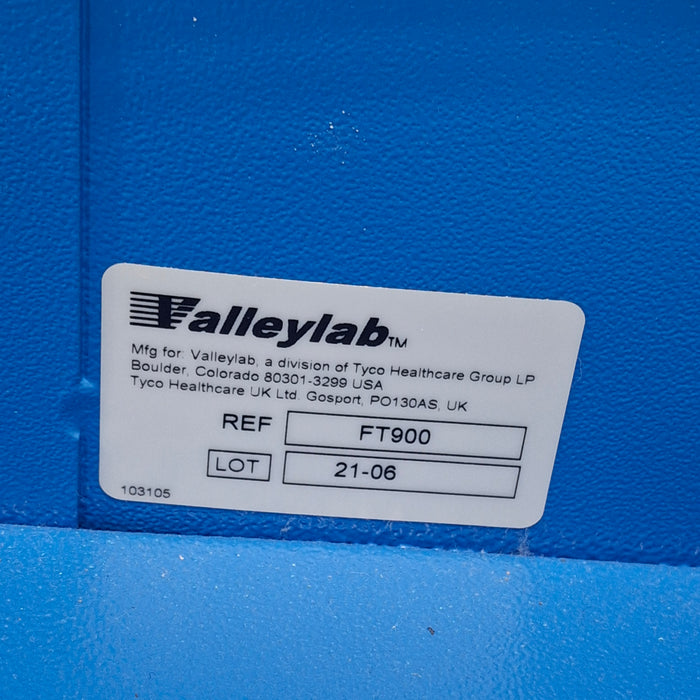 Valleylab™
Mfg for: Valleylab, a division of Tyco Healthcare Group LP
Boulder, Colorado 80301-3299 USA
Tyco Healthcare UK Ltd. Gosport, PO130AS, UK
REF FT900
LOT 21-06
103105